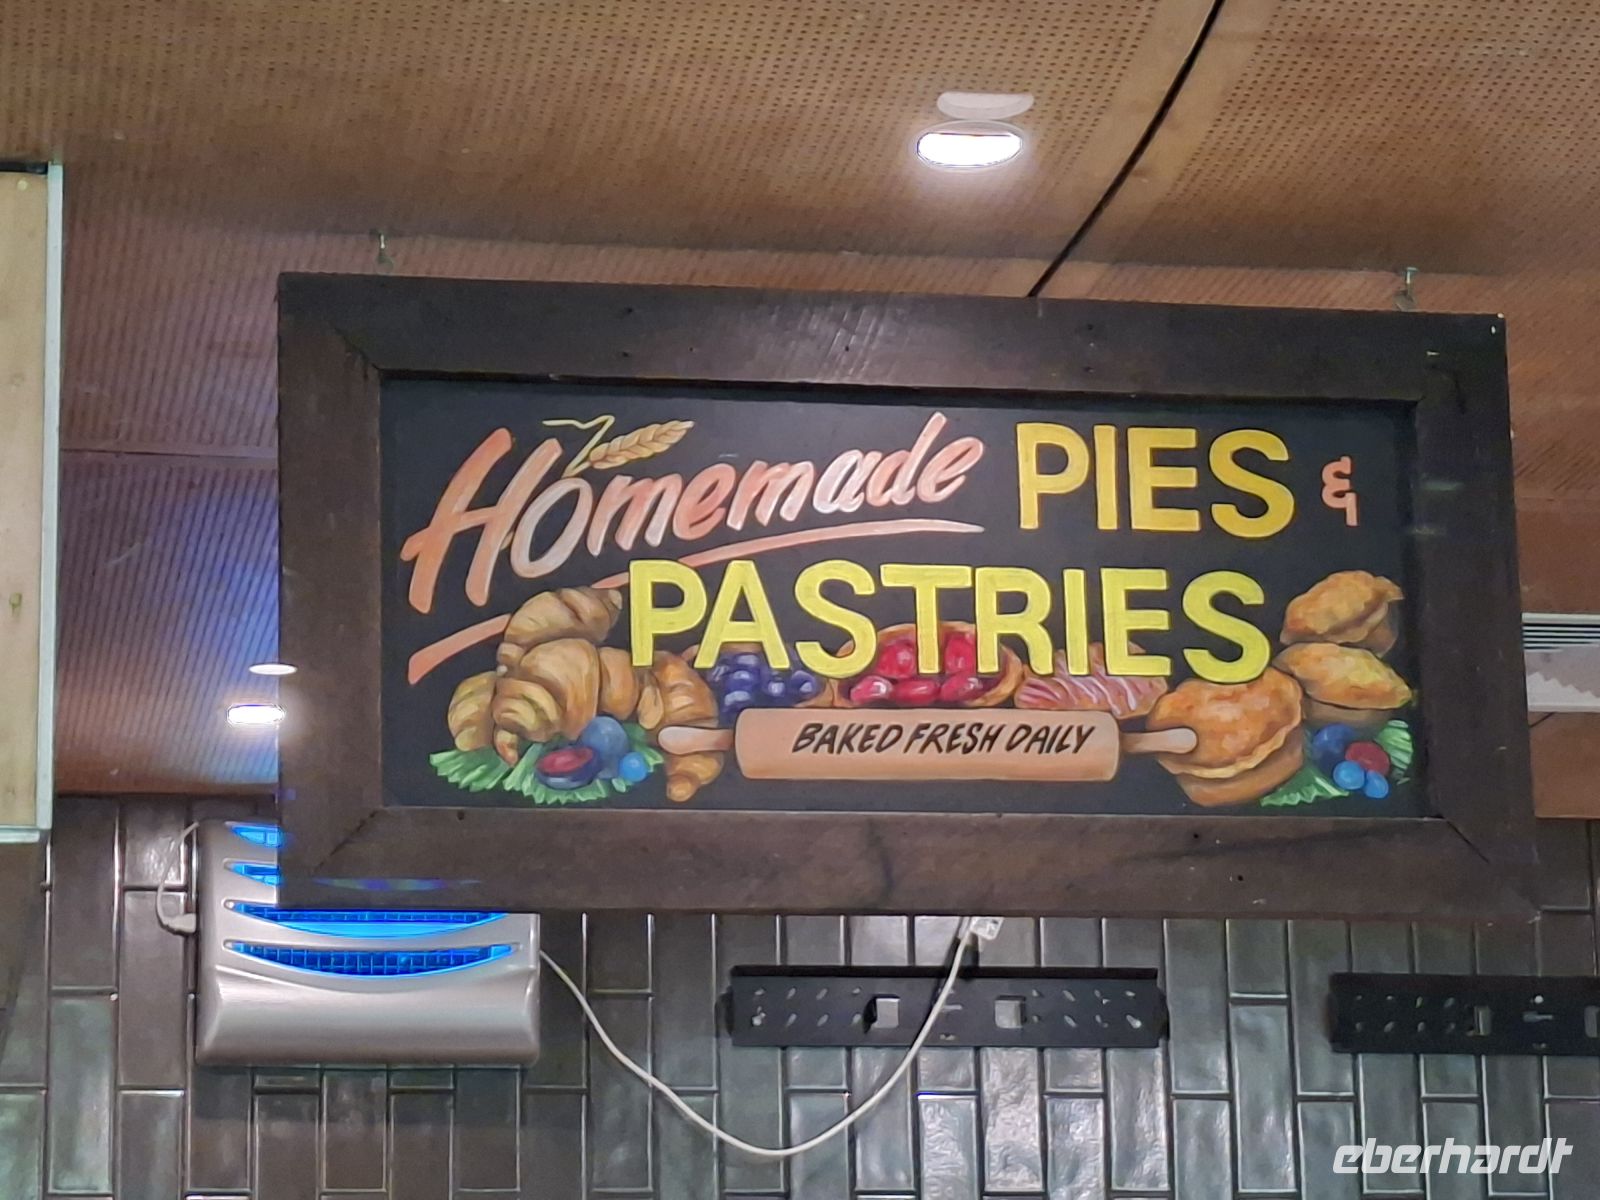 Homemade PIES &
PASTRIES
BAKED FRESH DAILY
eberhardt